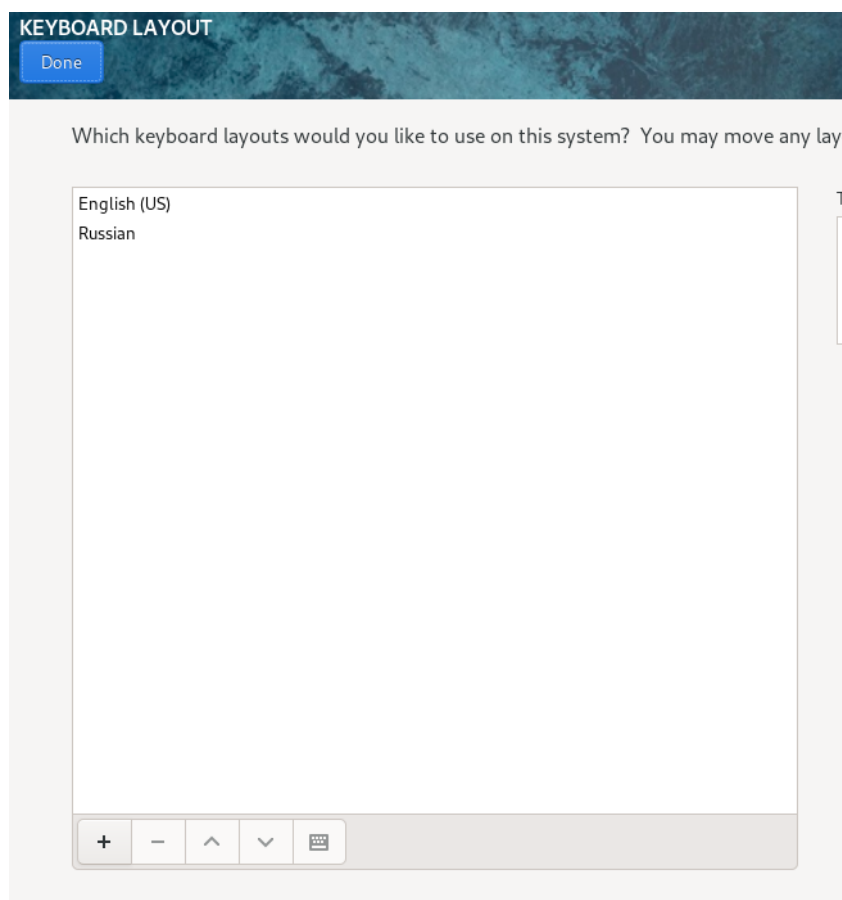 KEYBOARD LAYOUT
Done
Which keyboard layouts would you like to use on this system?  You may move any lay
English (US)
Russian